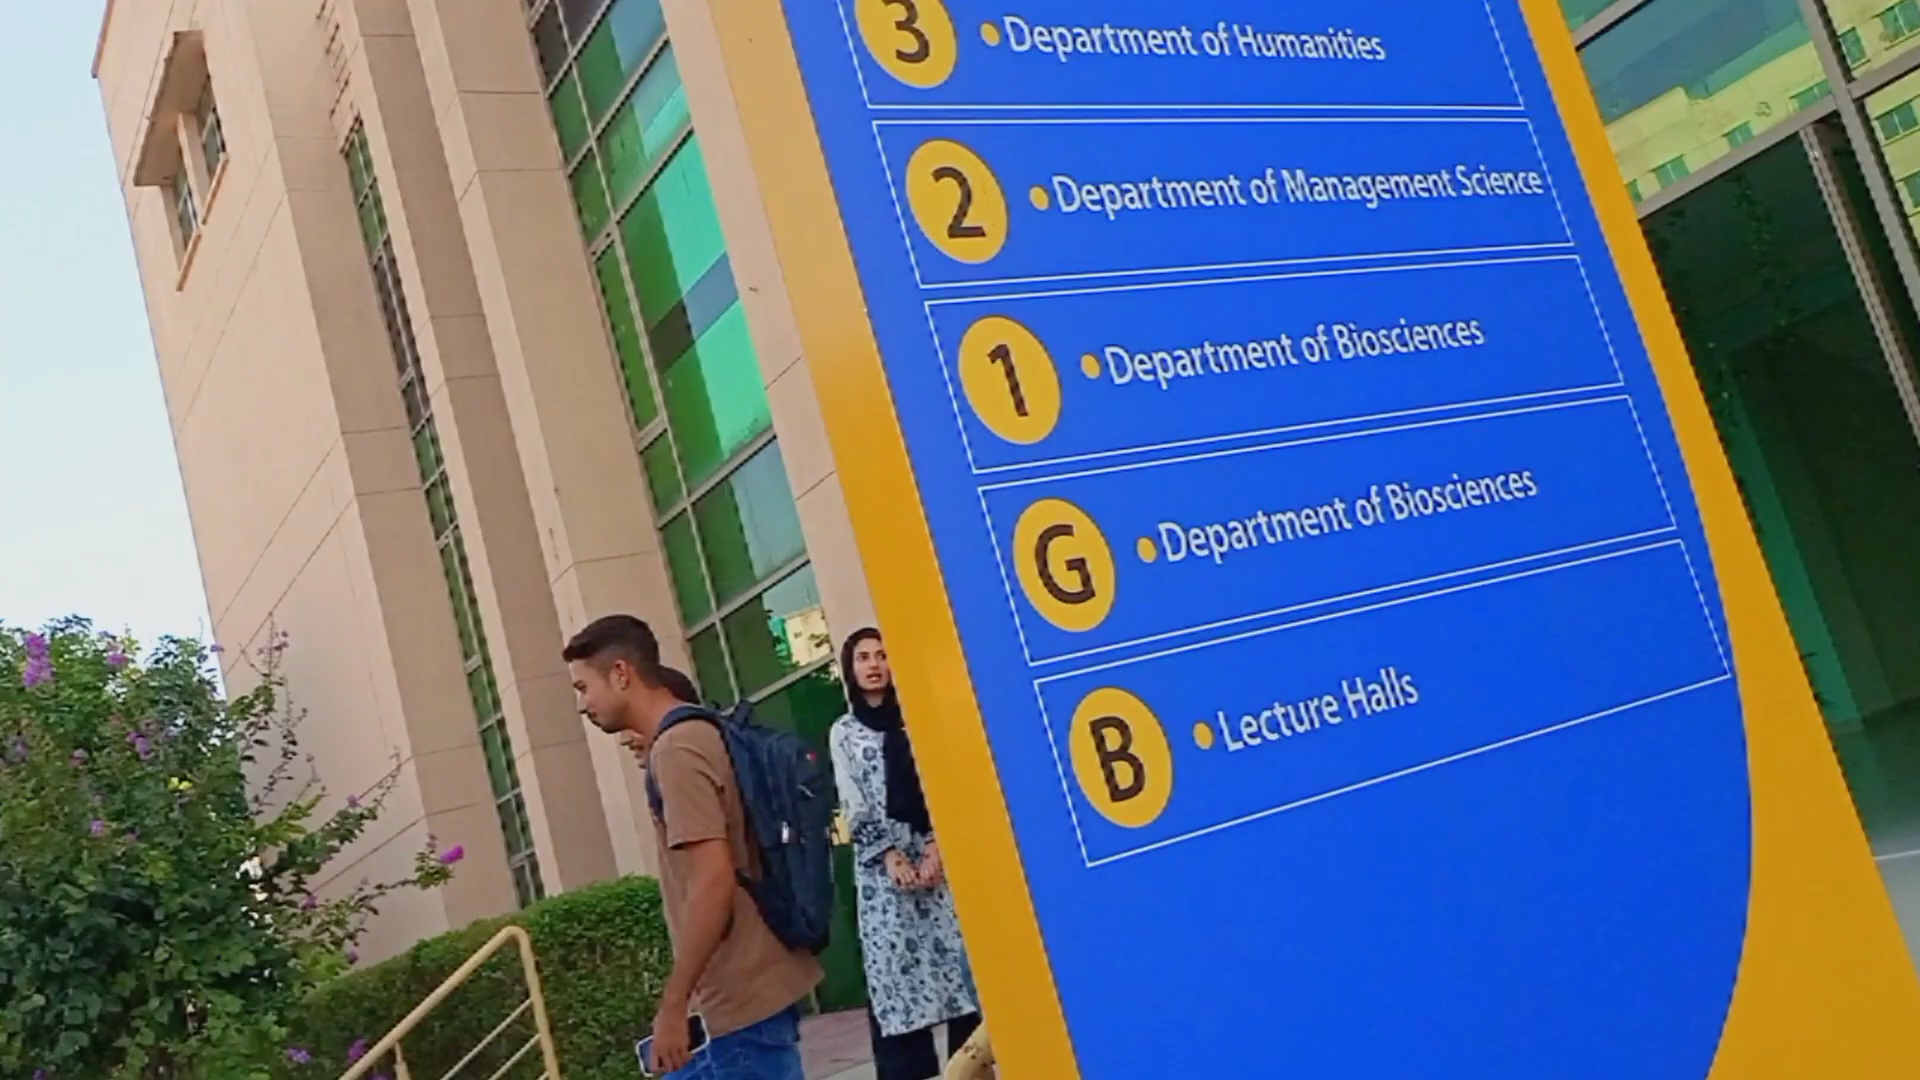 3 • Department of Humanities
2 • Department of Management Science
1 • Department of Biosciences
G • Department of Biosciences
B • Lecture Halls